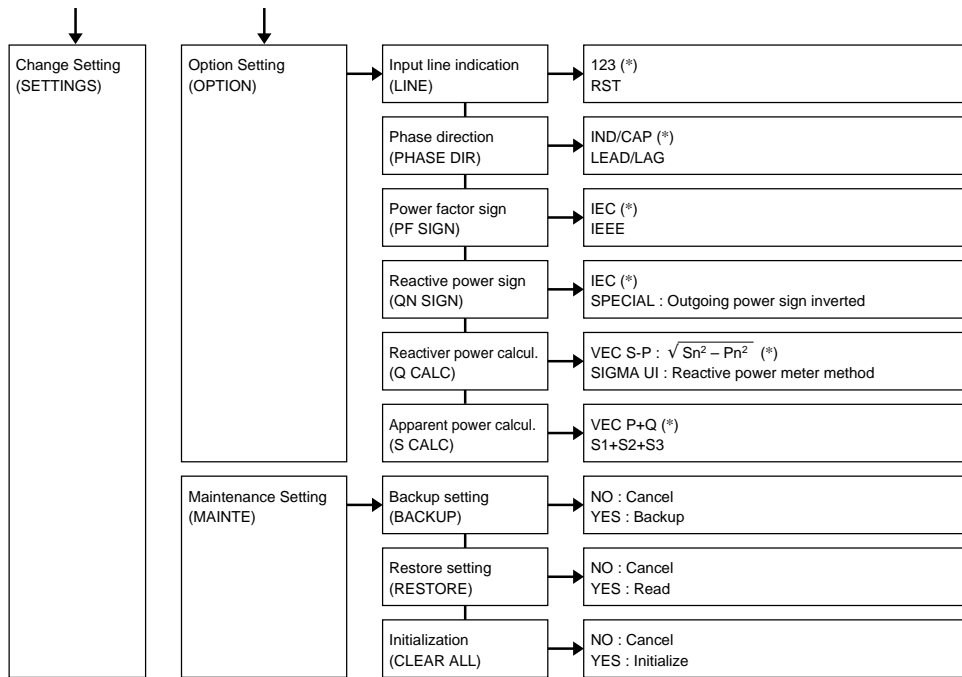 Change Setting
(SETTINGS)
Option Setting
(OPTION)
Input line indication
(LINE)
123 (*)
RST
Phase direction
(PHASE DIR)
IND/CAP (*)
LEAD/LAG
Power factor sign
(PF SIGN)
IEC (*)
IEEE
Reactive power sign
(QN SIGN)
IEC (*)
SPECIAL : Outgoing power sign inverted
Reactiver power calcul.
(Q CALC)
VEC S-P : √Sn² – Pn² (*)
SIGMA UI : Reactive power meter method
Apparent power calcul.
(S CALC)
VEC P+Q (*)
S1+S2+S3
Maintenance Setting
(MAINTE)
Backup setting
(BACKUP)
NO : Cancel
YES : Backup
Restore setting
(RESTORE)
NO : Cancel
YES : Read
Initialization
(CLEAR ALL)
NO : Cancel
YES : Initialize